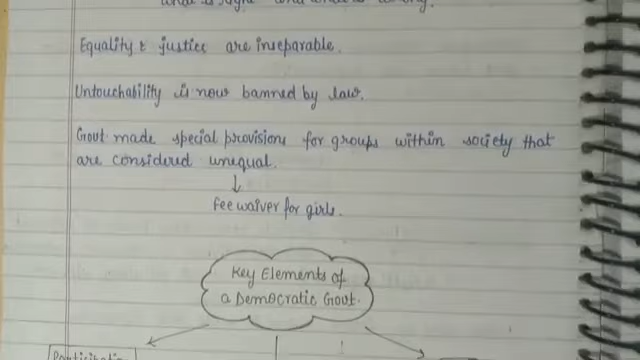 Equality & justice are inseparable.
Untouchability is now banned by law.
Govt. made special provisions for groups within society that
are considered unequal.
↓
fee waiver for girls.
Key Elements of
a Democratic Govt.